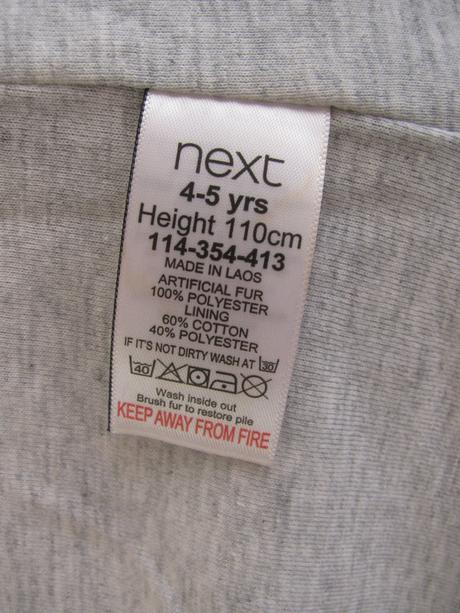 next
4-5 yrs
Height 110cm
114-354-413
MADE IN LAOS
ARTIFICIAL FUR
100% POLYESTER
LINING
60% COTTON
40% POLYESTER
IF IT'S NOT DIRTY WASH AT 30
40
Wash inside out
Brush fur to restore pile
KEEP AWAY FROM FIRE